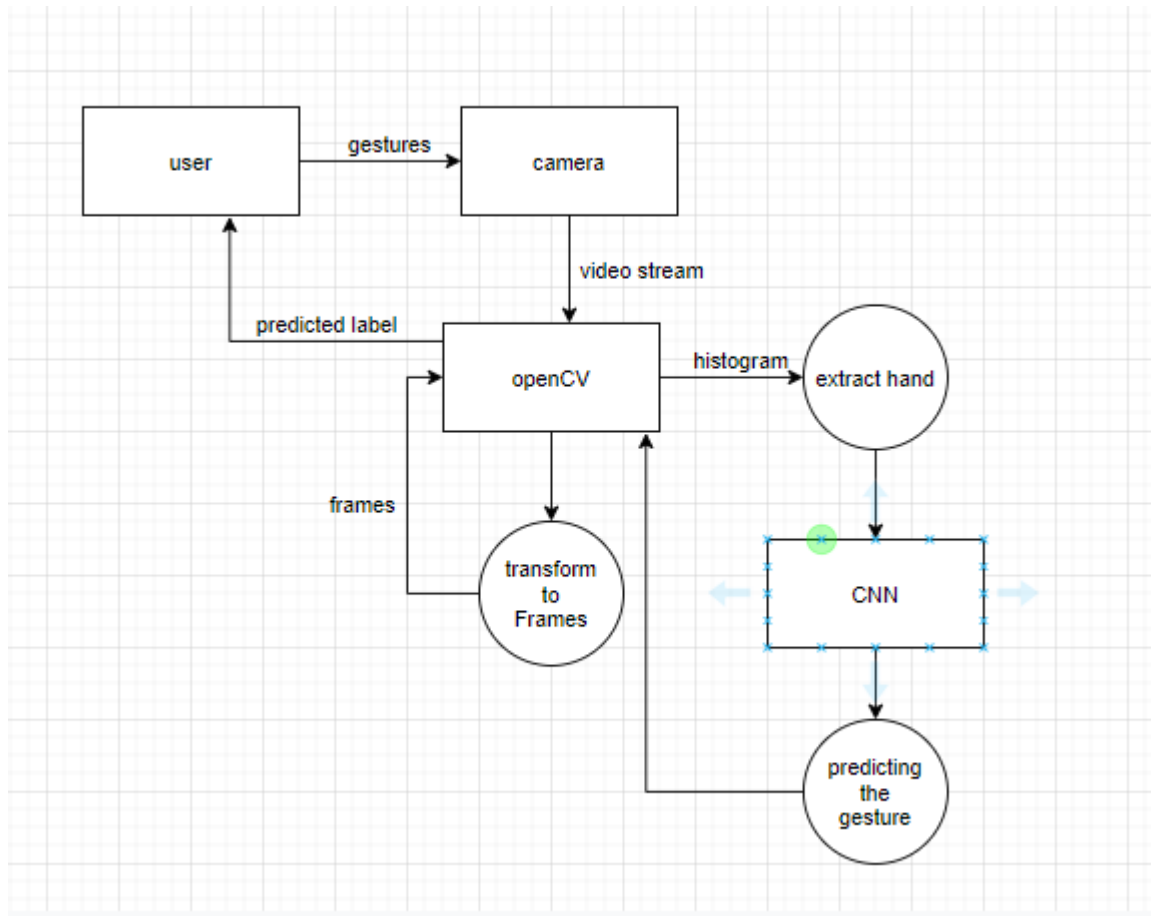 gestures
user
camera
video stream
predicted label
histogram
openCV
extract hand
frames
transform
to
Frames
CNN
predicting
the
gesture